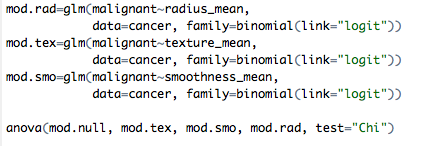 mod.rad=glm(malignant~radius_mean,
            data=cancer, family=binomial(link="logit"))
mod.tex=glm(malignant~texture_mean,
            data=cancer, family=binomial(link="logit"))
mod.smo=glm(malignant~smoothness_mean,
            data=cancer, family=binomial(link="logit"))
anova(mod.null, mod.tex, mod.smo, mod.rad, test="Chi")